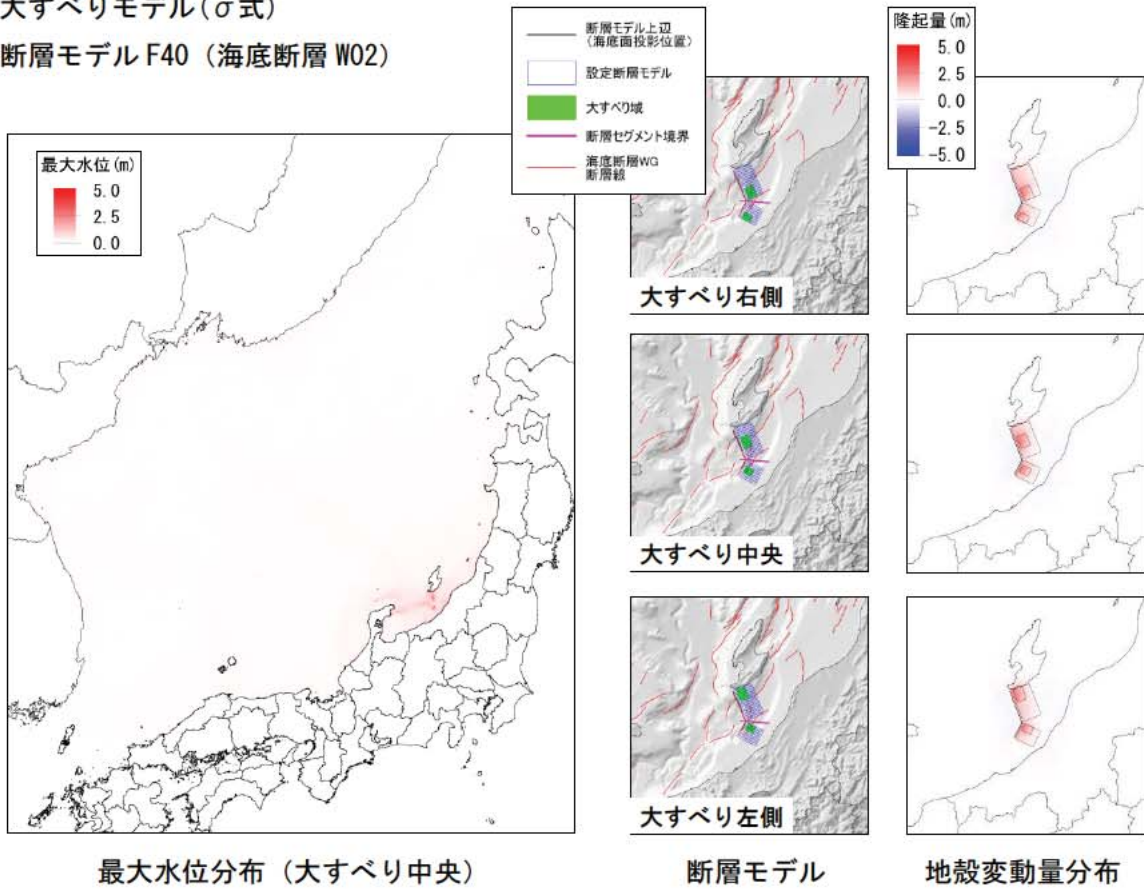 大すべりモデル(σ式)
断層モデル F40(海底断層 W02)
断層モデル上辺
(海底面投影位置)
設定断層モデル
大すべり域
断層セグメント境界
海底断層WG
断層線
隆起量(m)
5.0
2.5
0.0
-2.5
-5.0
最大水位(m)
5.0
2.5
0.0
大すべり右側
大すべり中央
大すべり左側
最大水位分布(大すべり中央)
断層モデル
地殻変動量分布